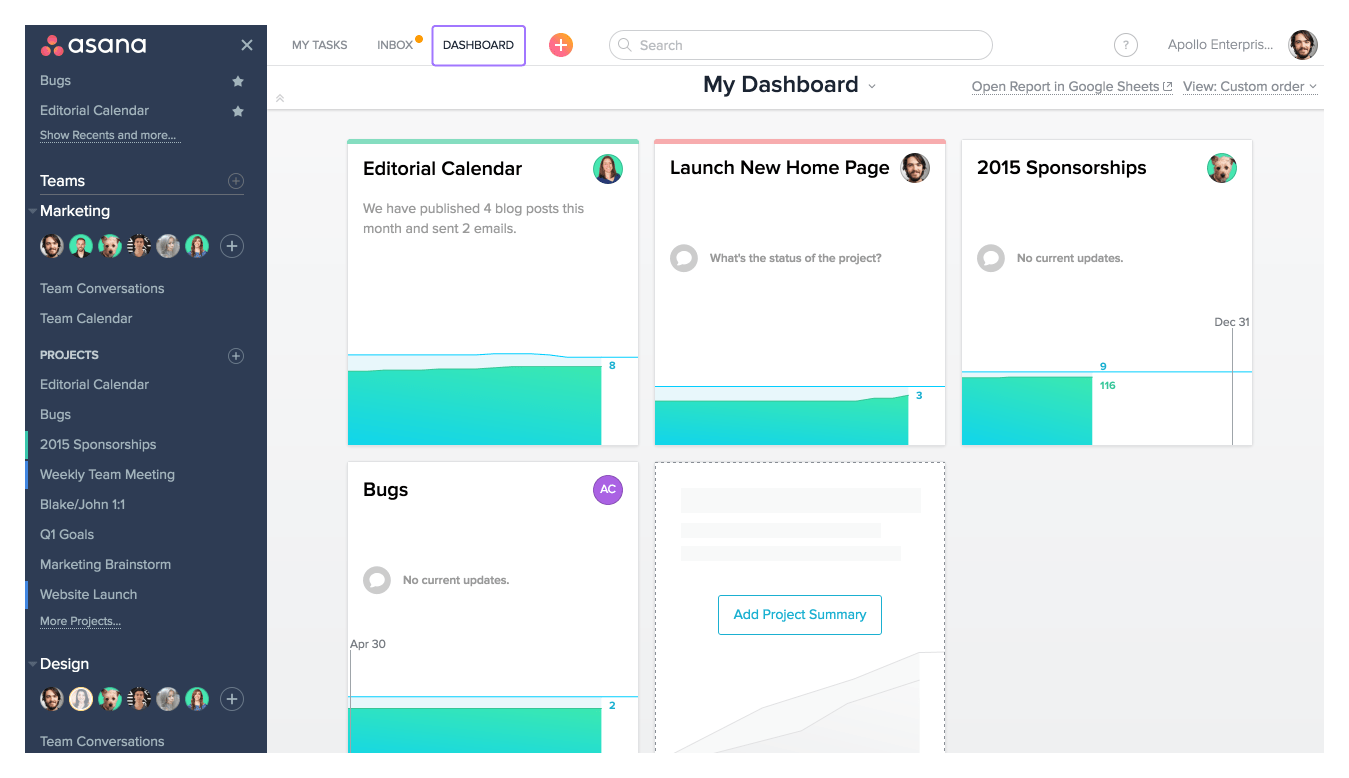 asana
Bugs
Editorial Calendar
Show Recents and more...
Teams
Marketing
Team Conversations
Team Calendar
PROJECTS
Editorial Calendar
Bugs
2015 Sponsorships
Weekly Team Meeting
Blake/John 1:1
Q1 Goals
Marketing Brainstorm
Website Launch
More Projects...
Design
Team Conversations
MY TASKS INBOX DASHBOARD Search ? Apollo Enterpris...
My Dashboard
Open Report in Google Sheets View: Custom order
Editorial Calendar
We have published 4 blog posts this
month and sent 2 emails.
8
Launch New Home Page
What's the status of the project?
3
2015 Sponsorships
No current updates.
Dec 31
9
116
Bugs
AC
No current updates.
Apr 30
2
Add Project Summary